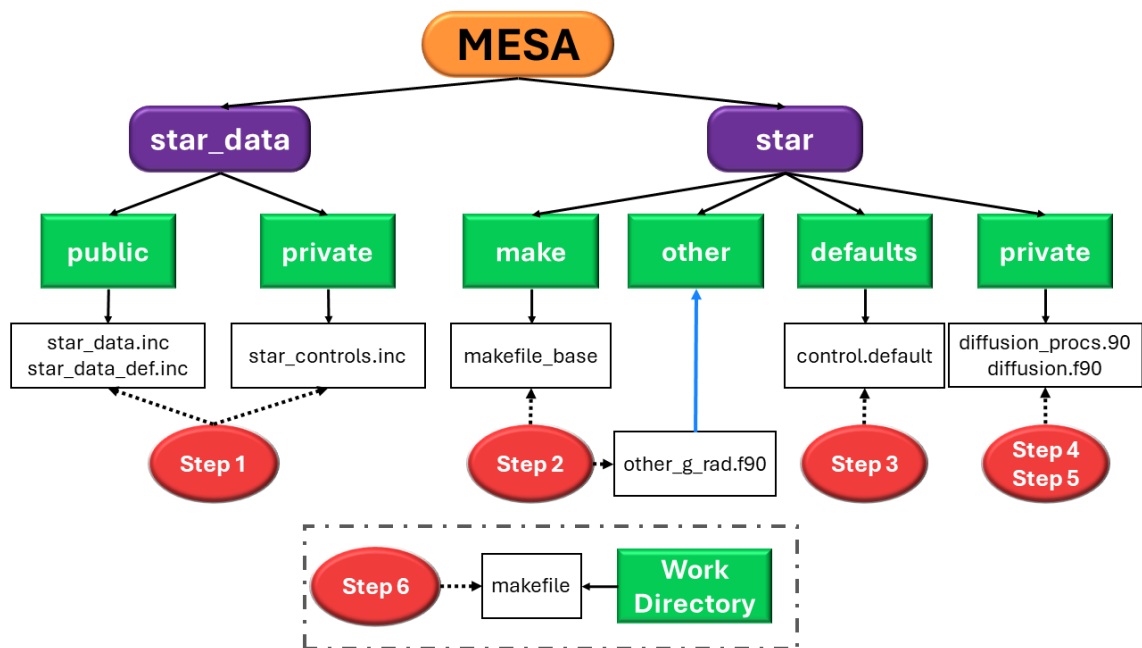 MESA
star_data
star
public
private
make
other
defaults
private
star_data.inc
star_data_def.inc
star_controls.inc
makefile_base
control.default
diffusion_procs.90
diffusion.f90
Step 1
Step 2
other_g_rad.f90
Step 3
Step 4
Step 5
Step 6
makefile
Work
Directory